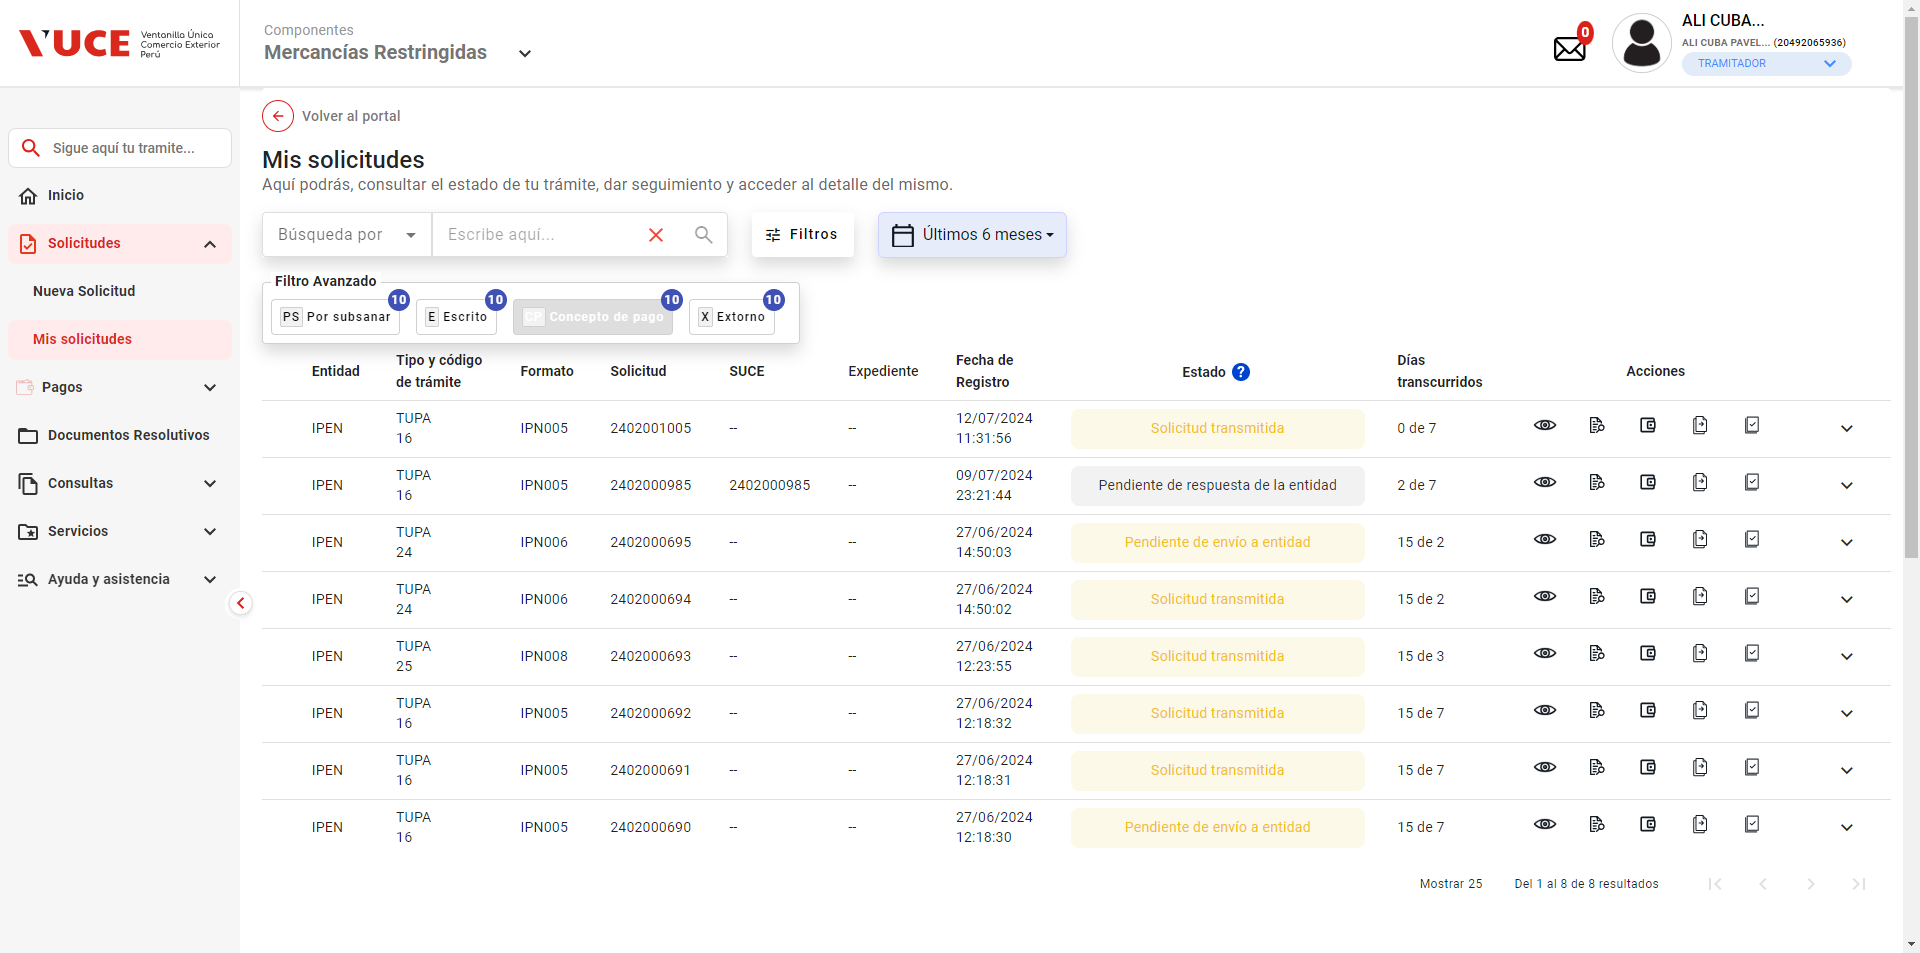 VUCE
Ventanilla Única
Comercio Exterior
Perú
Componentes
Mercancías Restringidas
0
ALI CUBA...
ALI CUBA PAVEL... (20492065936)
TRAMITADOR
Sigue aquí tu tramite...
Inicio
Solicitudes
Nueva Solicitud
Mis solicitudes
Pagos
Documentos Resolutivos
Consultas
Servicios
Ayuda y asistencia
Volver al portal
Mis solicitudes
Aquí podrás, consultar el estado de tu trámite, dar seguimiento y acceder al detalle del mismo.
Búsqueda por
Escribe aquí...
Filtros
Últimos 6 meses
Filtro Avanzado
PS Por subsanar 10
E Escrito 10
CP Concepto de pago 10
X Extorno 10
Entidad Tipo y código de trámite Formato Solicitud SUCE Expediente Fecha de Registro Estado ? Días transcurridos Acciones
IPEN TUPA 16 IPN005 2402001005 -- -- 12/07/2024 11:31:56 Solicitud transmitida 0 de 7
IPEN TUPA 16 IPN005 2402000985 2402000985 -- 09/07/2024 23:21:44 Pendiente de respuesta de la entidad 2 de 7
IPEN TUPA 24 IPN006 2402000695 -- -- 27/06/2024 14:50:03 Pendiente de envío a entidad 15 de 2
IPEN TUPA 24 IPN006 2402000694 -- -- 27/06/2024 14:50:02 Solicitud transmitida 15 de 2
IPEN TUPA 25 IPN008 2402000693 -- -- 27/06/2024 12:23:55 Solicitud transmitida 15 de 3
IPEN TUPA 16 IPN005 2402000692 -- -- 27/06/2024 12:18:32 Solicitud transmitida 15 de 7
IPEN TUPA 16 IPN005 2402000691 -- -- 27/06/2024 12:18:31 Solicitud transmitida 15 de 7
IPEN TUPA 16 IPN005 2402000690 -- -- 27/06/2024 12:18:30 Pendiente de envío a entidad 15 de 7
Mostrar 25 Del 1 al 8 de 8 resultados